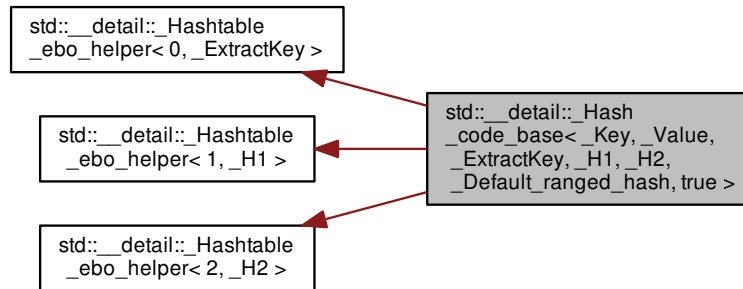 std::__detail::_Hashtable
_ebo_helper< 0, _ExtractKey >
std::__detail::_Hash
_code_base< _Key, _Value,
_ExtractKey, _H1, _H2,
_Default_ranged_hash, true >
std::__detail::_Hashtable
_ebo_helper< 1, _H1 >
std::__detail::_Hashtable
_ebo_helper< 2, _H2 >